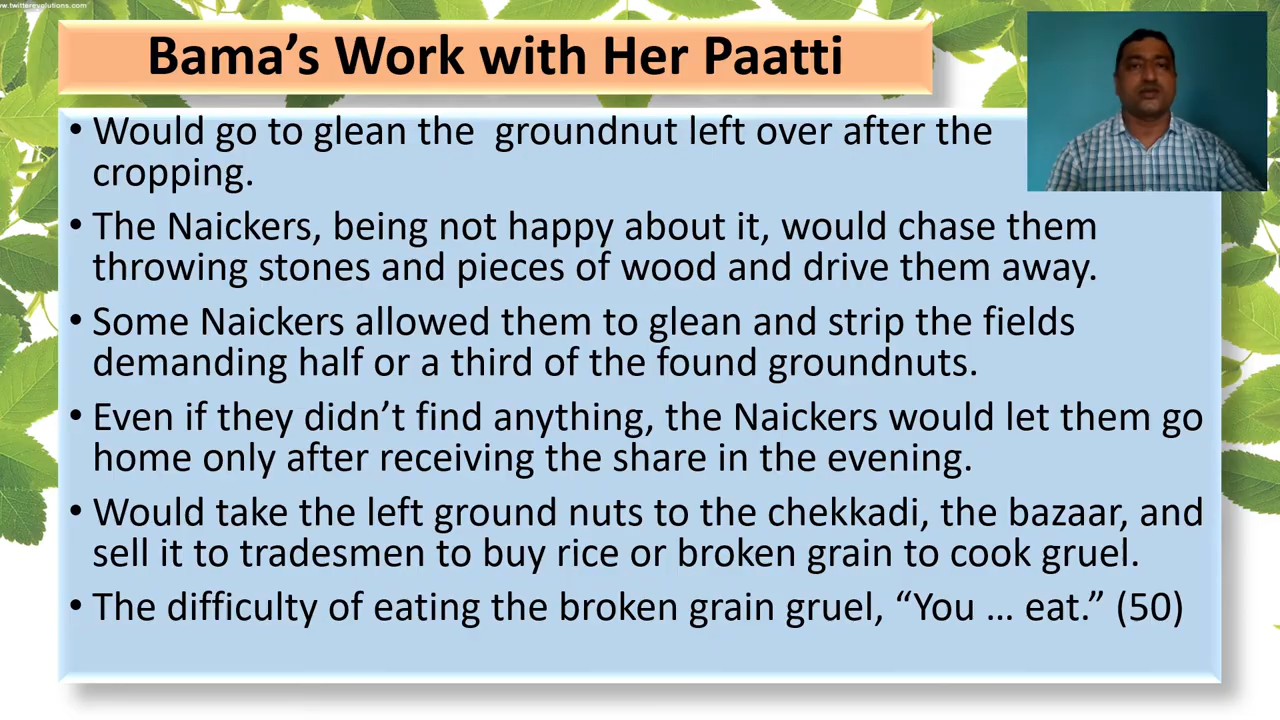 w.twittarevolutions.com
Bama’s Work with Her Paatti
• Would go to glean the groundnut left over after the
cropping.
• The Naickers, being not happy about it, would chase them
throwing stones and pieces of wood and drive them away.
• Some Naickers allowed them to glean and strip the fields
demanding half or a third of the found groundnuts.
• Even if they didn’t find anything, the Naickers would let them go
home only after receiving the share in the evening.
• Would take the left ground nuts to the chekkadi, the bazaar, and
sell it to tradesmen to buy rice or broken grain to cook gruel.
• The difficulty of eating the broken grain gruel, “You … eat.” (50)